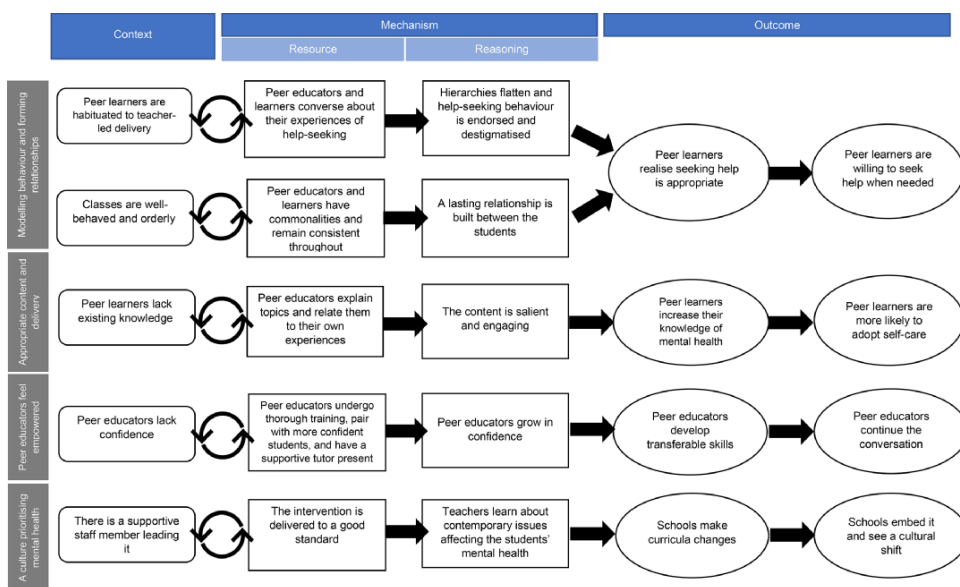 Context
Mechanism
Outcome
Resource
Reasoning
Modelling behaviour and forming
relationships
Peer learners are
habituated to teacher-
led delivery
Peer educators and
learners converse about
their experiences of
help-seeking
Hierarchies flatten and
help-seeking behaviour
is endorsed and
destigmatised
Peer learners
realise seeking help
is appropriate
Peer learners are
willing to seek
help when needed
Classes are well-
behaved and orderly
Peer educators and
learners have
commonalities and
remain consistent
throughout
A lasting relationship is
built between the
students
Appropriate content and
delivery
Peer learners lack
existing knowledge
Peer educators explain
topics and relate them
to their own
experiences
The content is salient
and engaging
Peer learners
increase their
knowledge of
mental health
Peer learners are
more likely to
adopt self-care
Peer educators feel
empowered
Peer educators lack
confidence
Peer educators undergo
thorough training, pair
with more confident
students, and have a
supportive tutor present
Peer educators grow in
confidence
Peer educators
develop
transferable skills
Peer educators
continue the
conversation
A culture prioritising
mental health
There is a supportive
staff member leading
it
The intervention is
delivered to a good
standard
Teachers learn about
contemporary issues
affecting the students'
mental health
Schools make
curricula changes
Schools embed it
and see a cultural
shift